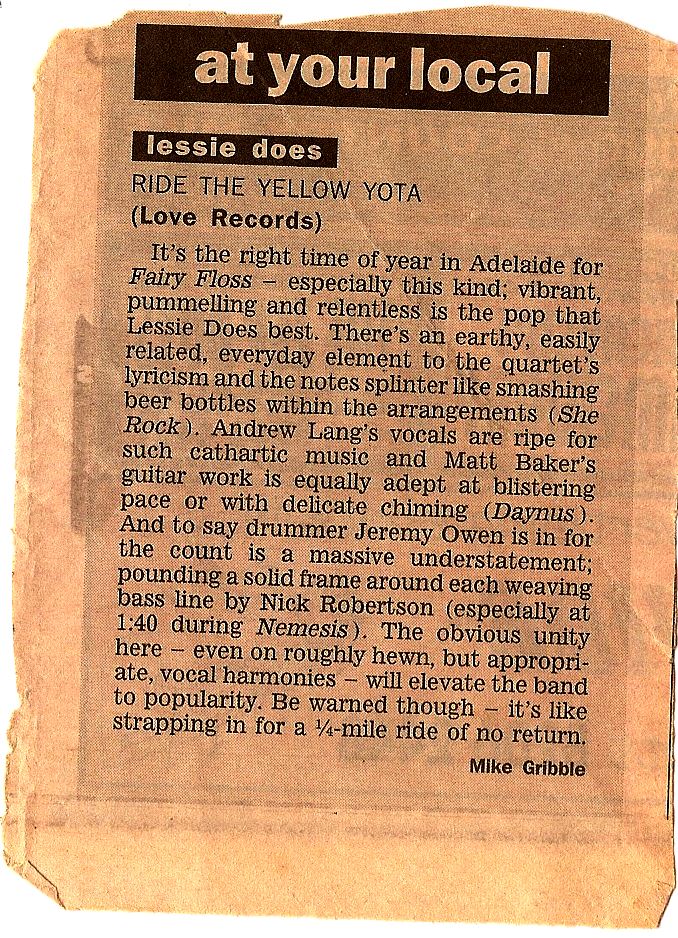 at your local
lessie does
RIDE THE YELLOW YOTA
(Love Records)
It's the right time of year in Adelaide for
Fairy Floss – especially this kind; vibrant,
pummelling and relentless is the pop that
Lessie Does best. There's an earthy, easily
related, everyday element to the quartet's
lyricism and the notes splinter like smashing
beer bottles within the arrangements (She
Rock). Andrew Lang's vocals are ripe for
such cathartic music and Matt Baker's
guitar work is equally adept at blistering
pace or with delicate chiming (Daynus).
And to say drummer Jeremy Owen is in for
the count is a massive understatement;
pounding a solid frame around each weaving
bass line by Nick Robertson (especially at
1:40 during Nemesis). The obvious unity
here – even on roughly hewn, but appropri-
ate, vocal harmonies – will elevate the band
to popularity. Be warned though – it's like
strapping in for a ¼-mile ride of no return.
Mike Gribble